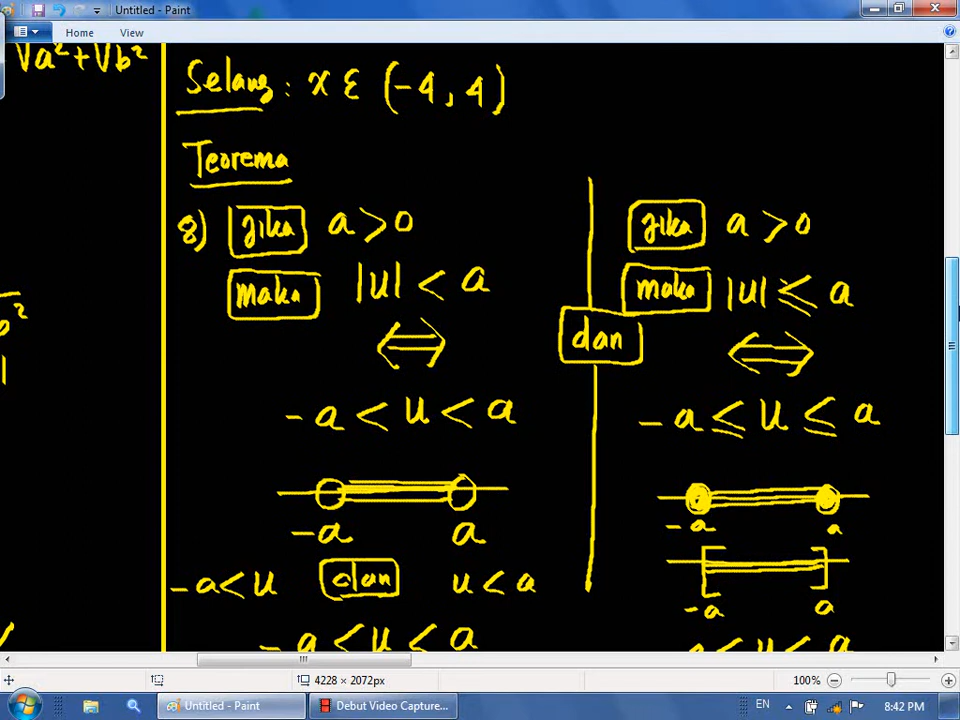 Untitled - Paint
Home View
√a²+√b²
Selang : x ε (-4, 4)
Teorema
8) jika a > 0
maka |u| < a
⟺
-a < u < a
-a a
-a < u dan u < a
-a < u < a
dan
jika a > 0
maka |u| ≤ a
⟺
-a ≤ u ≤ a
-a a
-a a
b²
4228 × 2072px
100%
Untitled - Paint
Debut Video Capture...
EN
8:42 PM